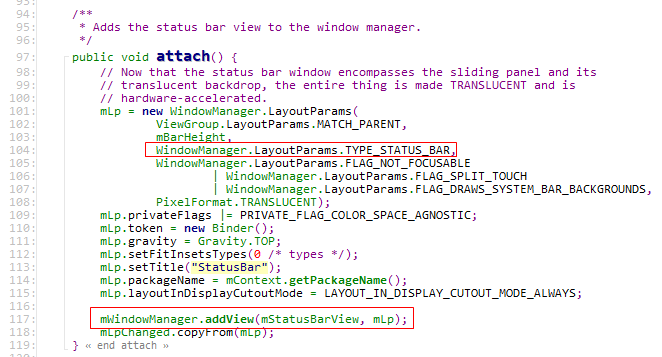 93:
94: /**
95:  * Adds the status bar view to the window manager.
96:  */
97: public void attach() {
98:     // Now that the status bar window encompasses the sliding panel and its
99:     // translucent backdrop, the entire thing is made TRANSLUCENT and is
100:     // hardware-accelerated.
101:     mLp = new WindowManager.LayoutParams(
102:             ViewGroup.LayoutParams.MATCH_PARENT,
103:             mBarHeight,
104:             WindowManager.LayoutParams.TYPE_STATUS_BAR,
105:             WindowManager.LayoutParams.FLAG_NOT_FOCUSABLE
106:                     | WindowManager.LayoutParams.FLAG_SPLIT_TOUCH
107:                     | WindowManager.LayoutParams.FLAG_DRAWS_SYSTEM_BAR_BACKGROUNDS,
108:             PixelFormat.TRANSLUCENT);
109:     mLp.privateFlags |= PRIVATE_FLAG_COLOR_SPACE_AGNOSTIC;
110:     mLp.token = new Binder();
111:     mLp.gravity = Gravity.TOP;
112:     mLp.setFitInsetsTypes(0 /* types */);
113:     mLp.setTitle("StatusBar");
114:     mLp.packageName = mContext.getPackageName();
115:     mLp.layoutInDisplayCutoutMode = LAYOUT_IN_DISPLAY_CUTOUT_MODE_ALWAYS;
116:
117:     mWindowManager.addView(mStatusBarView, mLp);
118:     mLpChanged.copyFrom(mLp);
119: } « end attach »